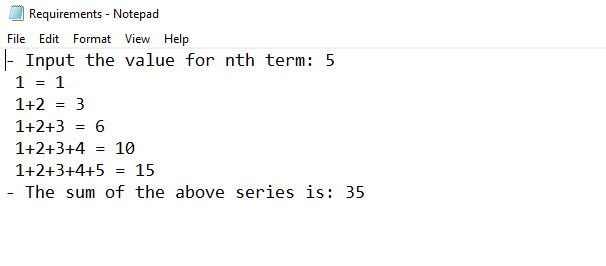 Requirements - Notepad
File Edit Format View Help
- Input the value for nth term: 5
1 = 1
1+2 = 3
1+2+3 = 6
1+2+3+4 = 10
1+2+3+4+5 = 15
- The sum of the above series is: 35